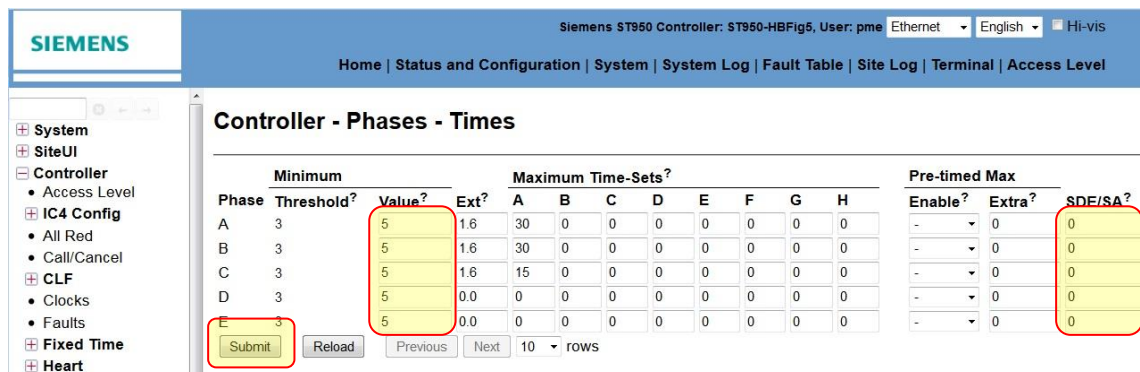 SIEMENS
Siemens ST950 Controller: ST950-HBFig5, User: pme Ethernet English Hi-vis
Home | Status and Configuration | System | System Log | Fault Table | Site Log | Terminal | Access Level
System
SiteUI
Controller
Access Level
IC4 Config
All Red
Call/Cancel
CLF
Clocks
Faults
Fixed Time
Heart
Controller - Phases - Times
Minimum Maximum Time-Sets? Pre-timed Max
Phase Threshold? Value? Ext? A B C D E F G H Enable? Extra? SDE/SA?
A 3 5 1.6 30 0 0 0 0 0 0 0 - 0 0
B 3 5 1.6 30 0 0 0 0 0 0 0 - 0 0
C 3 5 1.6 15 0 0 0 0 0 0 0 - 0 0
D 3 5 0.0 0 0 0 0 0 0 0 0 - 0 0
E 3 5 0.0 0 0 0 0 0 0 0 0 - 0 0
Submit Reload Previous Next 10 rows